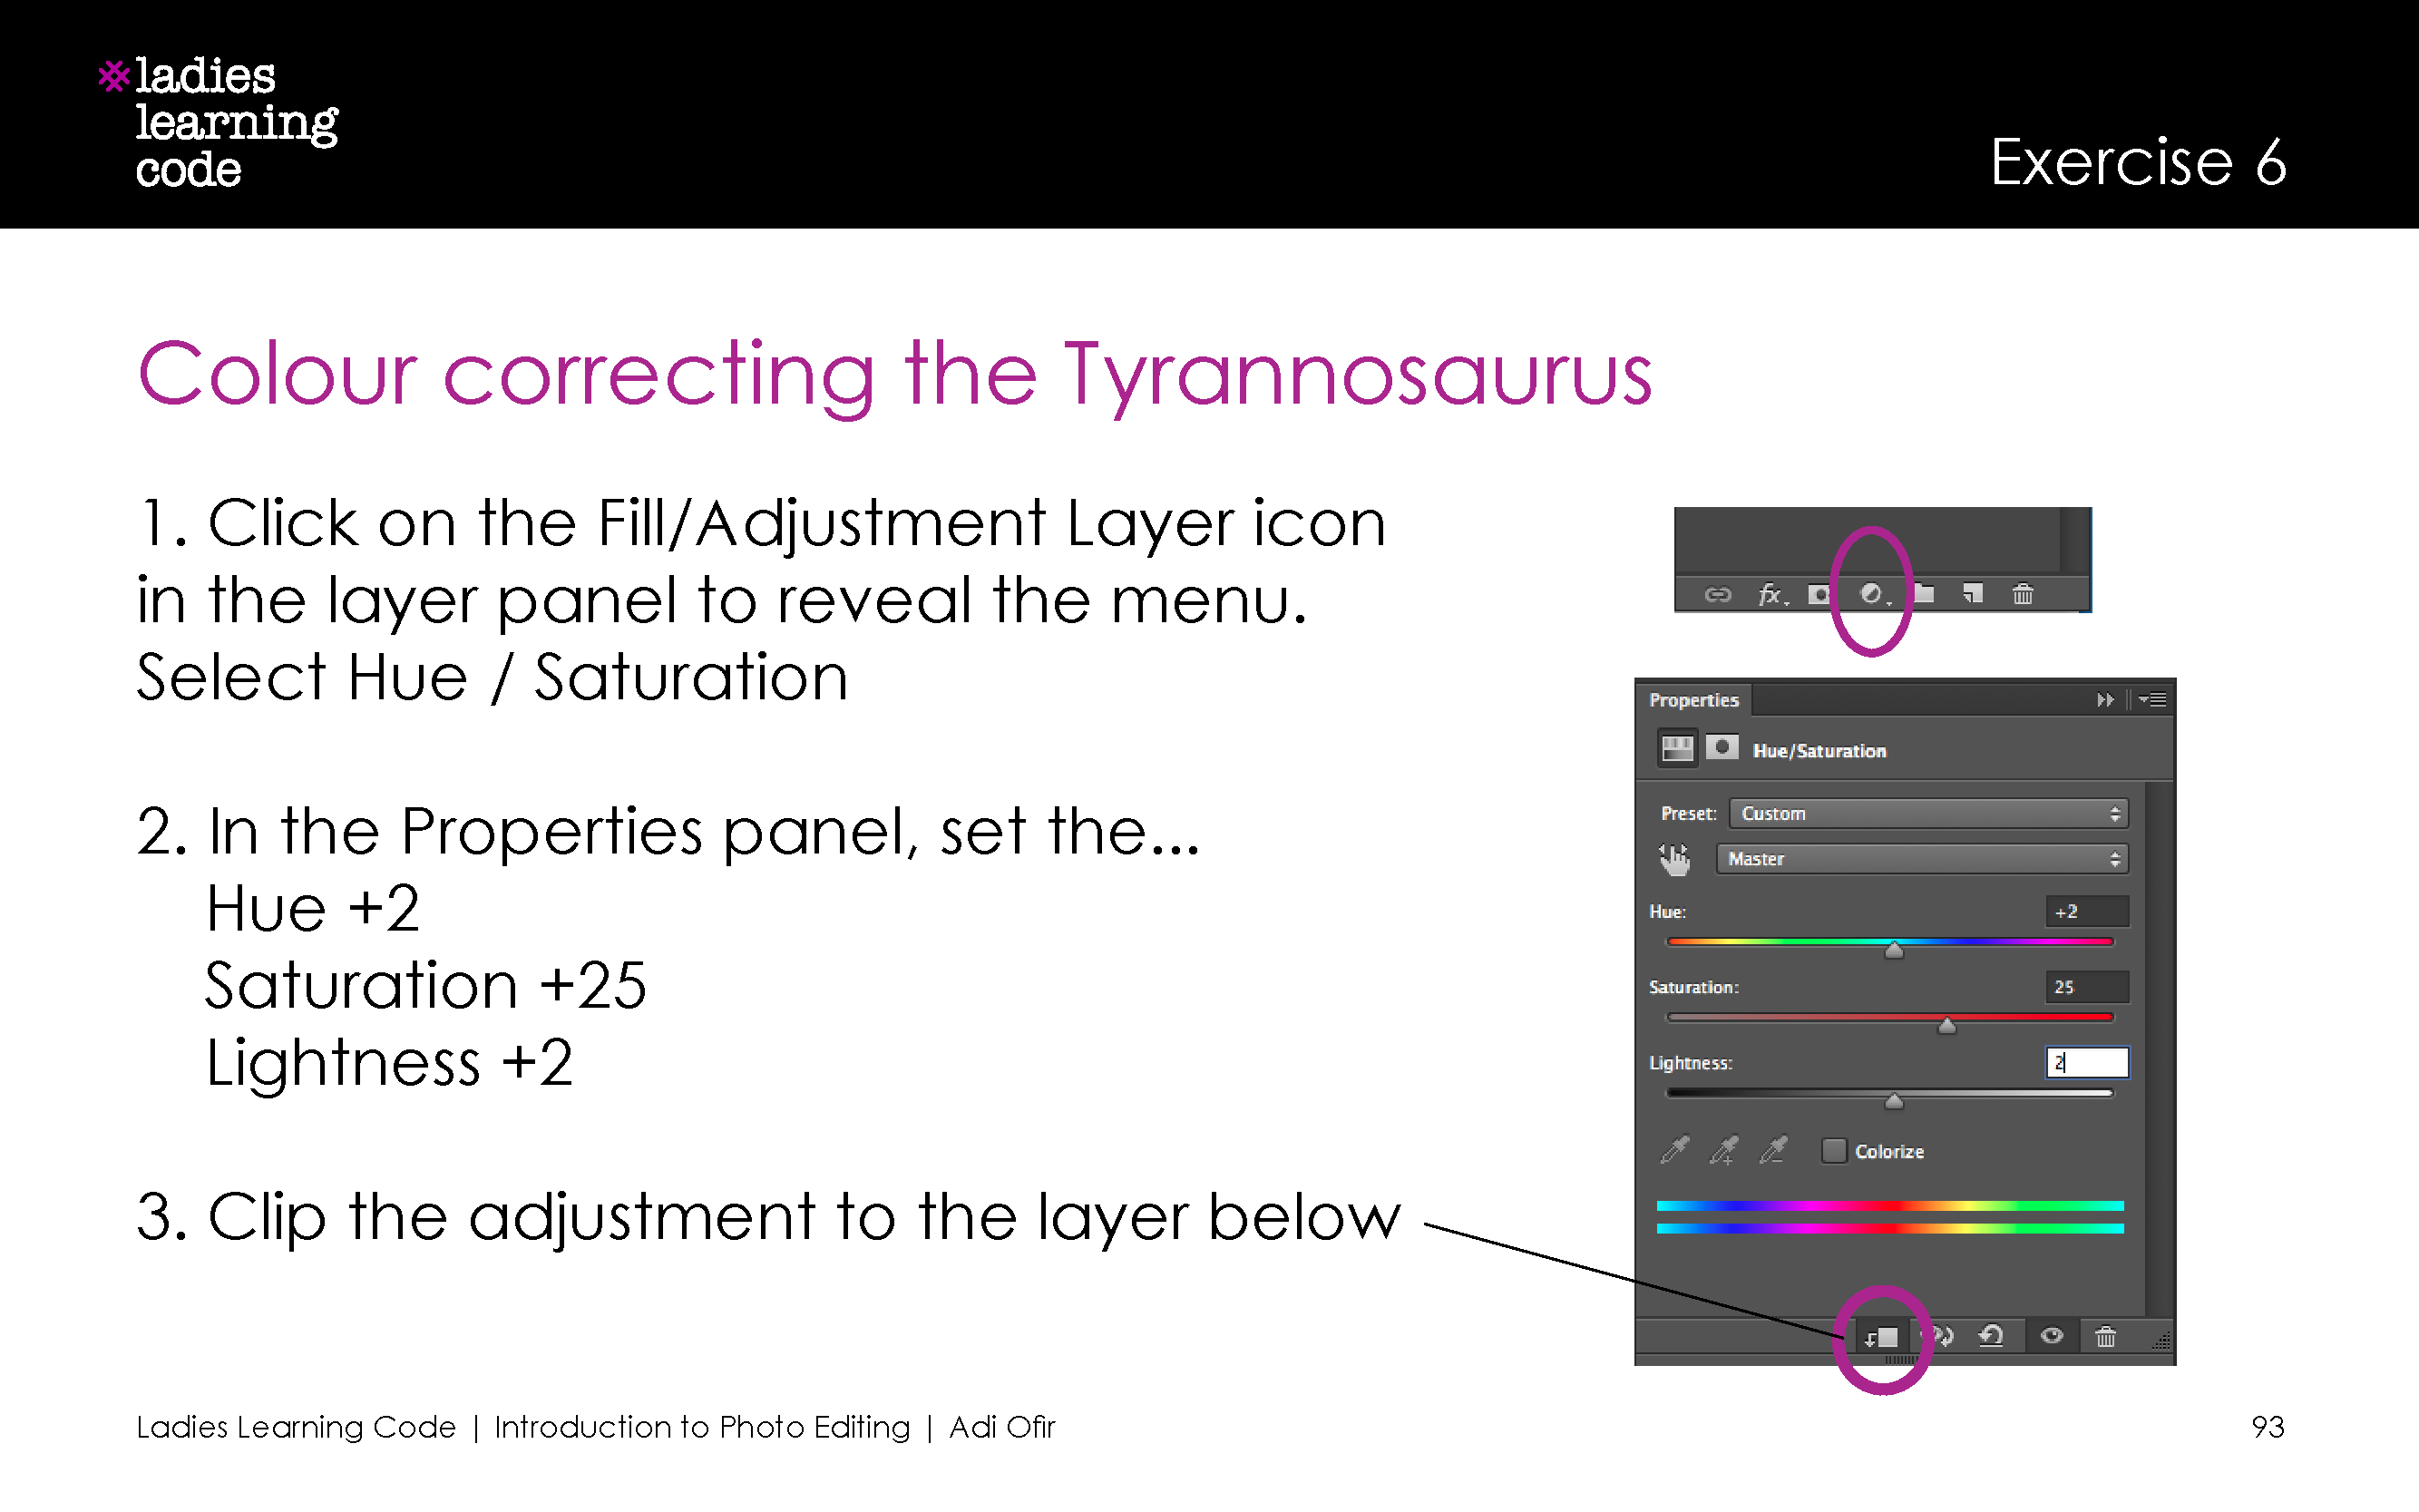 ladies
learning
code
Exercise 6
Colour correcting the Tyrannosaurus
1. Click on the Fill/Adjustment Layer icon
in the layer panel to reveal the menu.
Select Hue / Saturation
2. In the Properties panel, set the...
Hue +2
Saturation +25
Lightness +2
3. Clip the adjustment to the layer below
fx
Properties
Hue/Saturation
Preset: Custom
Master
Hue: +2
Saturation: 25
Lightness: 2
Colorize
Ladies Learning Code | Introduction to Photo Editing | Adi Ofir
93